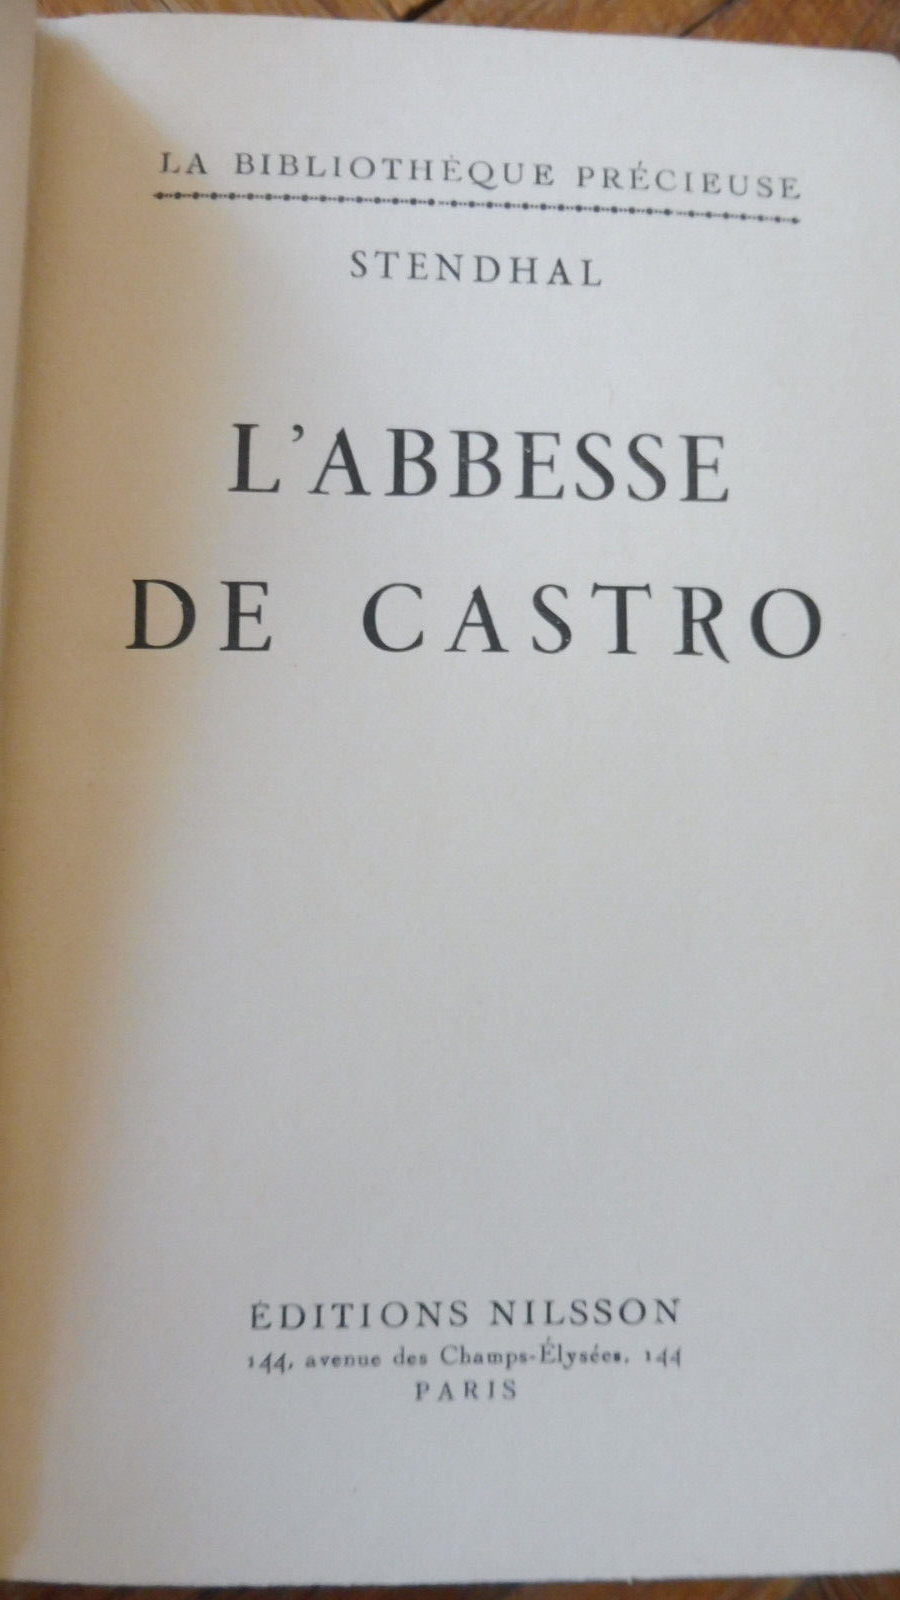 LA BIBLIOTHÈQUE PRÉCIEUSE
STENDHAL
L'ABBESSE
DE CASTRO
ÉDITIONS NILSSON
144, avenue des Champs-Élysées, 144
PARIS